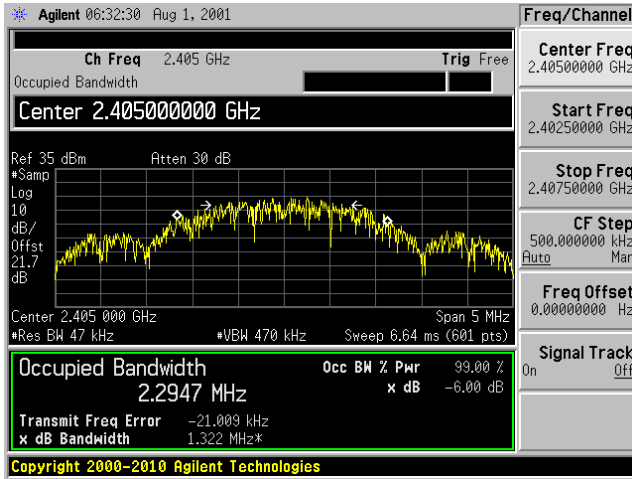 Agilent 06:32:30 Aug 1, 2001
Freq/Channel
Ch Freq 2.405 GHz Trig Free
Occupied Bandwidth
Center 2.405000000 GHz
Ref 35 dBm Atten 30 dB
#Samp
Log
10
dB/
Offst
21.7
dB
Center 2.405 000 GHz Span 5 MHz
#Res BW 47 kHz #VBW 470 kHz Sweep 6.64 ms (601 pts)
Occupied Bandwidth
2.2947 MHz
Occ BW % Pwr 99.00 %
x dB -6.00 dB
Transmit Freq Error -21.009 kHz
x dB Bandwidth 1.322 MHz*
Copyright 2000-2010 Agilent Technologies
Center Freq
2.40500000 GHz
Start Freq
2.40250000 GHz
Stop Freq
2.40750000 GHz
CF Step
500.000000 kHz
Auto Man
Freq Offset
0.00000000 Hz
Signal Track
On Off